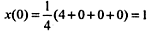 x(0) = 1/4 (4 + 0 + 0 + 0) = 1